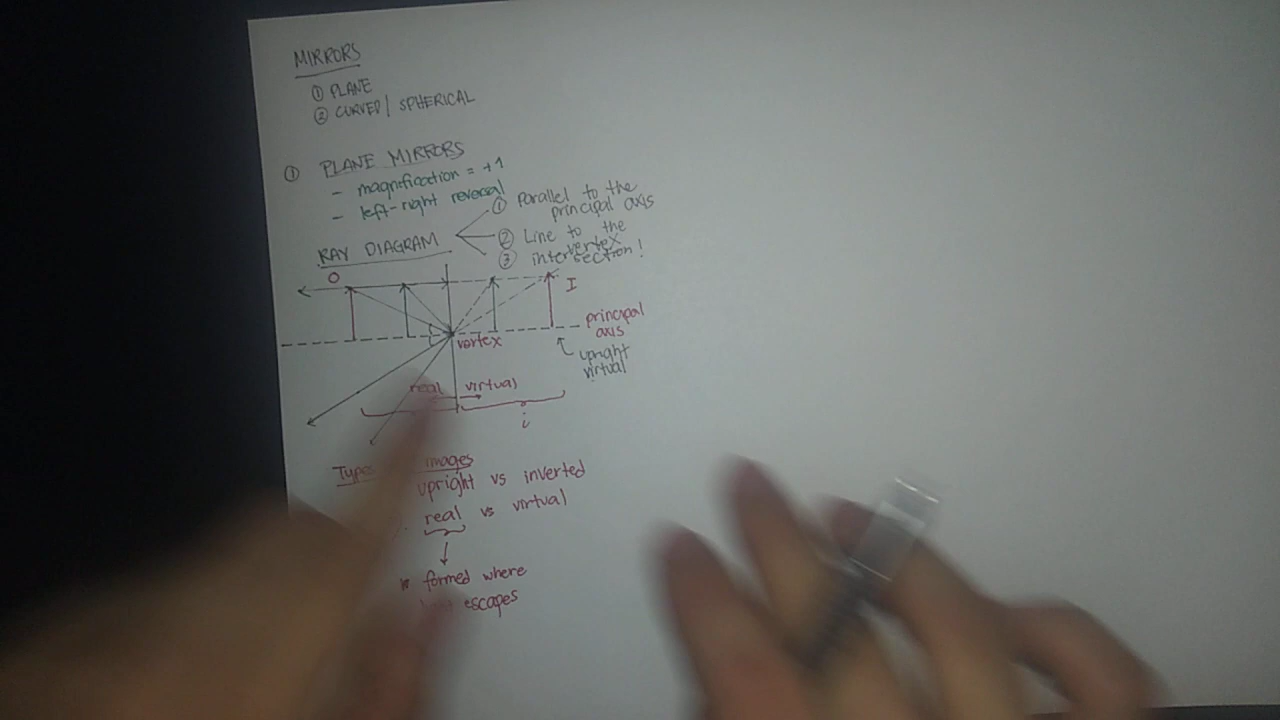 MIRRORS
① PLANE
② CURVED / SPHERICAL
① PLANE MIRRORS
- magnification = +1
- left-right reversal
RAY DIAGRAM
① Parallel to the
principal axis
② Line to the
vertex
③ intersection!
O
I
principal
axis
vertex
upright
virtual
real
virtual
i
Types images
upright vs inverted
real vs virtual
formed where
escapes